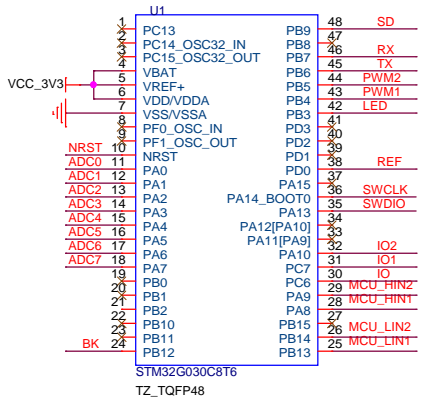 U1
1 PC13 PB9 48 SD
2 PC14_OSC32_IN PB8 47
3 PC15_OSC32_OUT PB7 46 RX
4 VBAT PB6 45 TX
VCC_3V3 5 VREF+ PB5 44 PWM2
6 VDD/VDDA PB4 43 PWM1
7 VSS/VSSA PB3 42 LED
8 PF0_OSC_IN PD3 41
9 PF1_OSC_OUT PD2 40
NRST 10 NRST PD1 39
ADC0 11 PA0 PD0 38 REF
ADC1 12 PA1 PA15 37
ADC2 13 PA2 PA14_BOOT0 36 SWCLK
ADC3 14 PA3 PA13 35 SWDIO
ADC4 15 PA4 PA12[PA10] 34
ADC5 16 PA5 PA11[PA9] 33
ADC6 17 PA6 PA10 32 IO2
ADC7 18 PA7 PC7 31 IO1
19 PB0 PC6 30 IO
20 PB1 PA9 29 MCU_HIN2
21 PB2 PA8 28 MCU_HIN1
22 PB10 PB15 27
23 PB11 PB14 26 MCU_LIN2
BK 24 PB12 PB13 25 MCU_LIN1
STM32G030C8T6
TZ_TQFP48